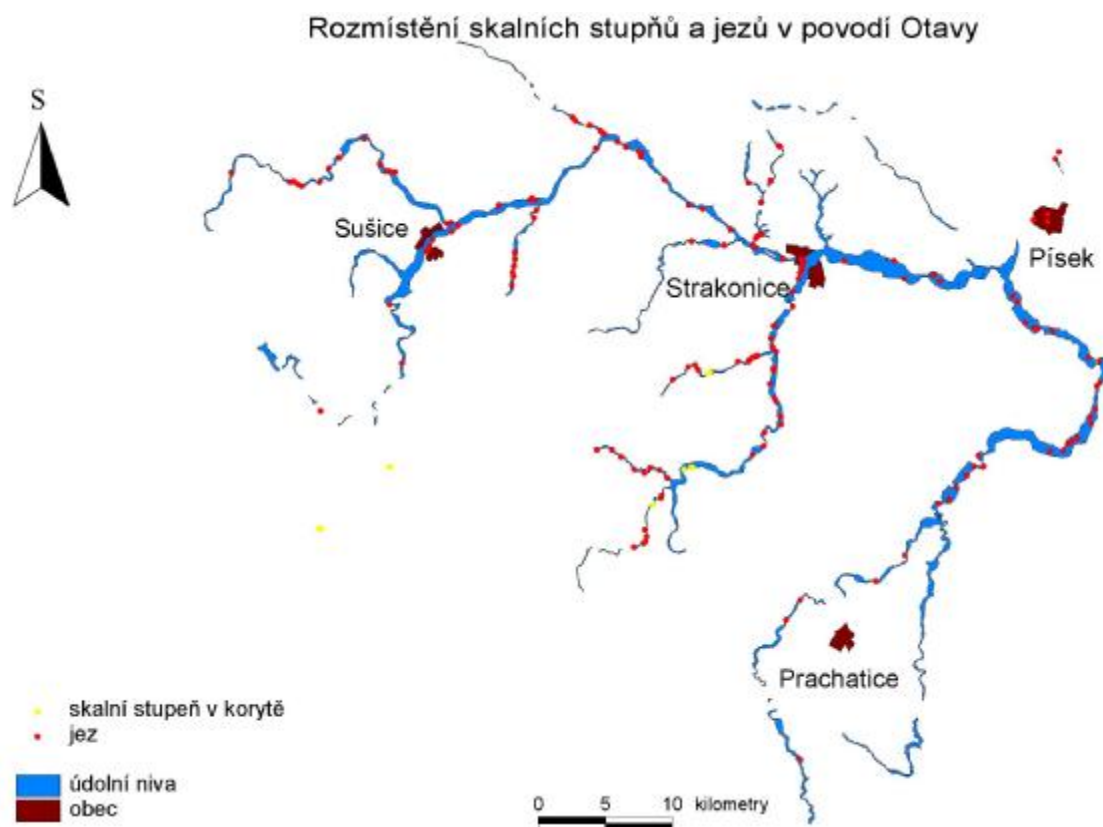 Rozmístění skalních stupňů a jezů v povodí Otavy
S
Sušice
Strakonice
Písek
Prachatice
skalní stupeň v korytě
jez
údolní niva
obec
0 5 10 kilometry